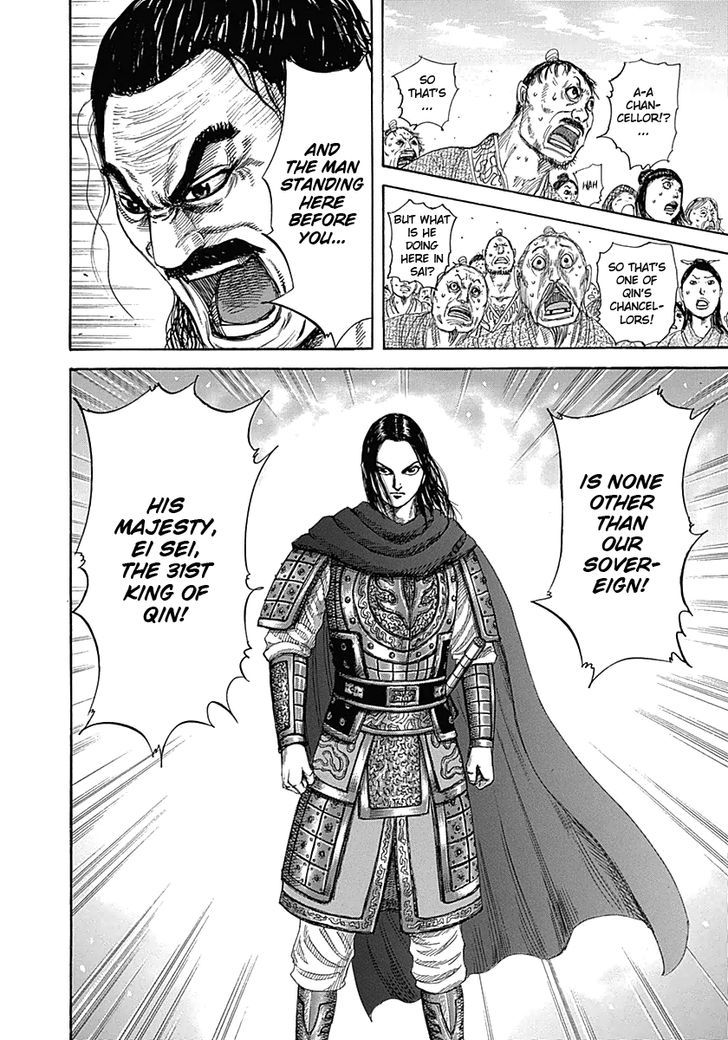 A-A
CHAN-
CELLOR!?
...
SO
THAT'S
...
HAH
SO THAT'S
ONE OF
QIN'S
CHANCEL-
LORS!
BUT WHAT
IS HE
DOING
HERE IN
SAI?
AND
THE MAN
STANDING
HERE
BEFORE
YOU...
IS NONE
OTHER
THAN
OUR
SOVER-
EIGN!
HIS
MAJESTY,
EI SEI,
THE 31ST
KING OF
QIN!